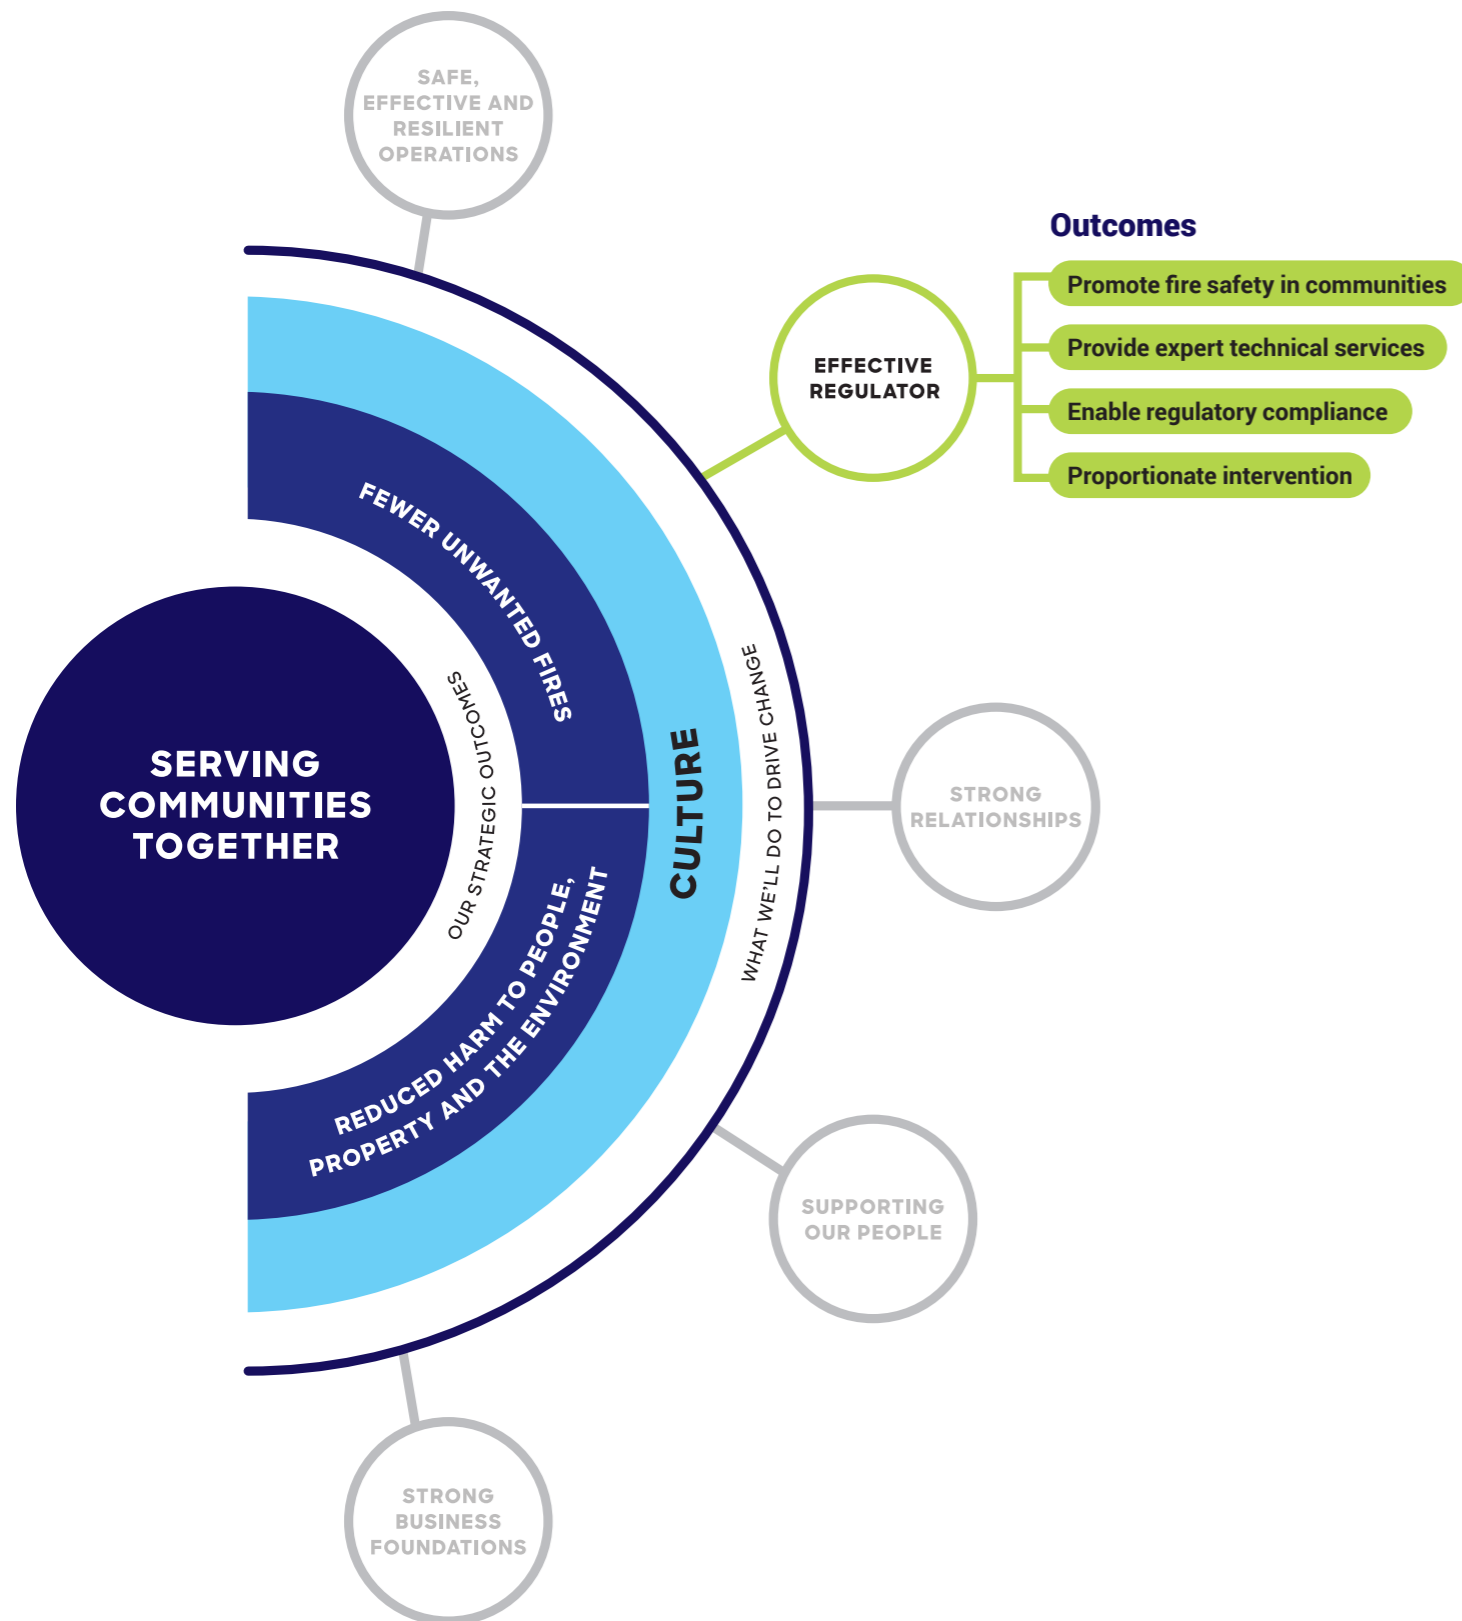 SAFE,
EFFECTIVE AND
RESILIENT
OPERATIONS
Outcomes
Promote fire safety in communities
Provide expert technical services
Enable regulatory compliance
Proportionate intervention
EFFECTIVE
REGULATOR
FEWER UNWANTED FIRES
SERVING
COMMUNITIES
TOGETHER
OUR STRATEGIC OUTCOMES
CULTURE
WHAT WE'LL DO TO DRIVE CHANGE
STRONG
RELATIONSHIPS
REDUCED HARM TO PEOPLE,
PROPERTY AND THE ENVIRONMENT
SUPPORTING
OUR PEOPLE
STRONG
BUSINESS
FOUNDATIONS